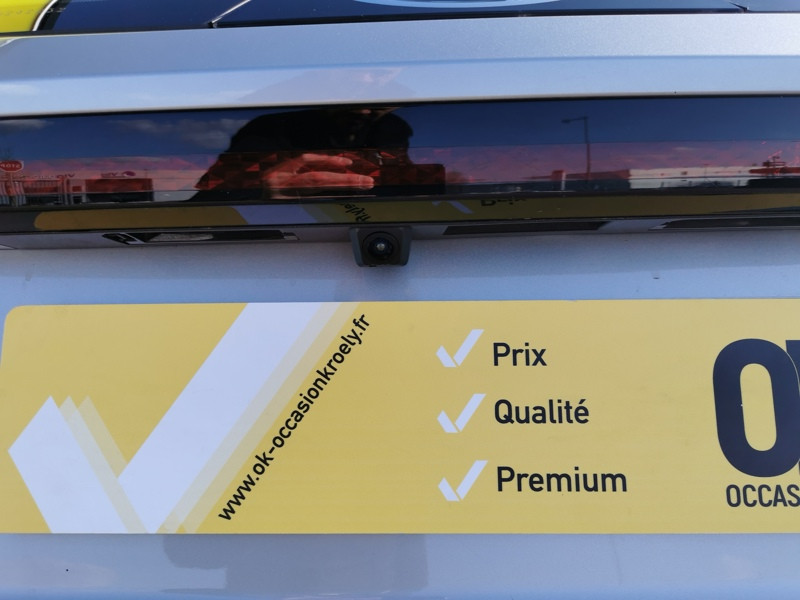 www.ok-occasionkroely.fr
Prix
Qualité
Premium
O
OCCAS